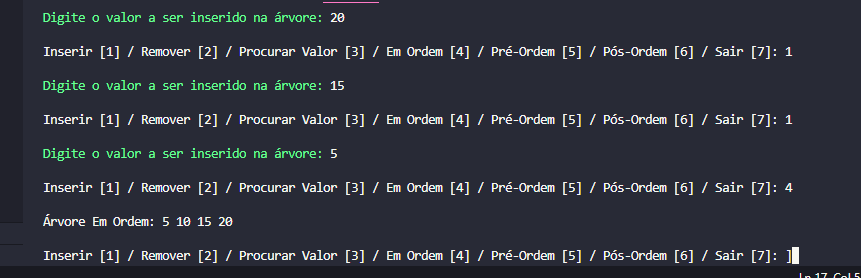 Digite o valor a ser inserido na árvore: 20
Inserir [1] / Remover [2] / Procurar Valor [3] / Em Ordem [4] / Pré-Ordem [5] / Pós-Ordem [6] / Sair [7]: 1
Digite o valor a ser inserido na árvore: 15
Inserir [1] / Remover [2] / Procurar Valor [3] / Em Ordem [4] / Pré-Ordem [5] / Pós-Ordem [6] / Sair [7]: 1
Digite o valor a ser inserido na árvore: 5
Inserir [1] / Remover [2] / Procurar Valor [3] / Em Ordem [4] / Pré-Ordem [5] / Pós-Ordem [6] / Sair [7]: 4
Árvore Em Ordem: 5 10 15 20
Inserir [1] / Remover [2] / Procurar Valor [3] / Em Ordem [4] / Pré-Ordem [5] / Pós-Ordem [6] / Sair [7]: ]
Ln 17, Col 5